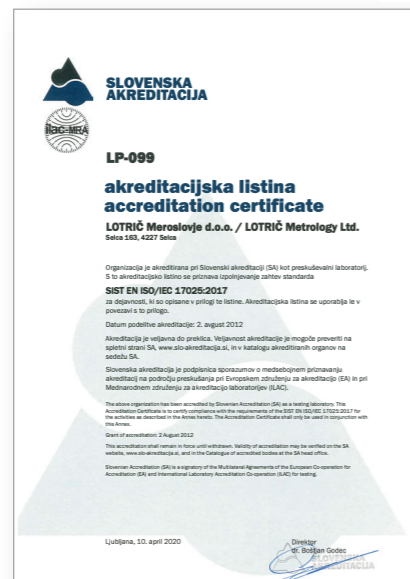 SLOVENSKA
AKREDITACIJA
ilac-MRA
LP-099
akreditacijska listina
accreditation certificate
LOTRIČ Meroslovje d.o.o. / LOTRIČ Metrology Ltd.
Selca 163, 4227 Selca
Organizacija je akreditirana pri Slovenski akreditaciji (SA) kot preskuševalni laboratorij.
S to akreditacijsko listino se priznava izpolnjevanje zahtev standarda
SIST EN ISO/IEC 17025:2017
za dejavnosti, ki so opisane v prilogi te listine. Akreditacijska listina se uporablja le v
povezavi s to prilogo.
Datum podelitve akreditacije: 2. avgust 2012
Akreditacija je veljavna do preklica. Veljavnost akreditacije je mogoče preveriti na
spletni strani SA, www.slo-akreditacija.si, in v katalogu akreditiranih organov na
sedežu SA.
Slovenska akreditacija je podpisnica sporazumov o medsebojnem priznavanju
akreditacij na področju preskušanja pri Evropskem združenju za akreditacijo (EA) in pri
Mednarodnem združenju za akreditacijo laboratorijev (ILAC).
The above organization has been accredited by Slovenian Accreditation (SA) as a testing laboratory. This
Accreditation Certificate is to certify compliance with the requirements of the SIST EN ISO/IEC 17025:2017 for
the activities as described in the Annex hereto. The Accreditation Certificate shall only be used in conjunction with
this Annex.
Grant of accreditation: 2 August 2012
This accreditation shall remain in force until withdrawn. Validity of accreditation may be verified on the SA
website, www.slo-akreditacija.si, and in the Catalogue of accredited bodies at the SA head office.
Slovenian Accreditation (SA) is a signatory of the Multilateral Agreements of the European Co-operation for
Accreditation (EA) and International Laboratory Accreditation Co-operation (ILAC) for testing.
Ljubljana, 10. april 2020
Direktor
dr. Boštjan Godec
SLOVENSKA
AKREDITACIJA